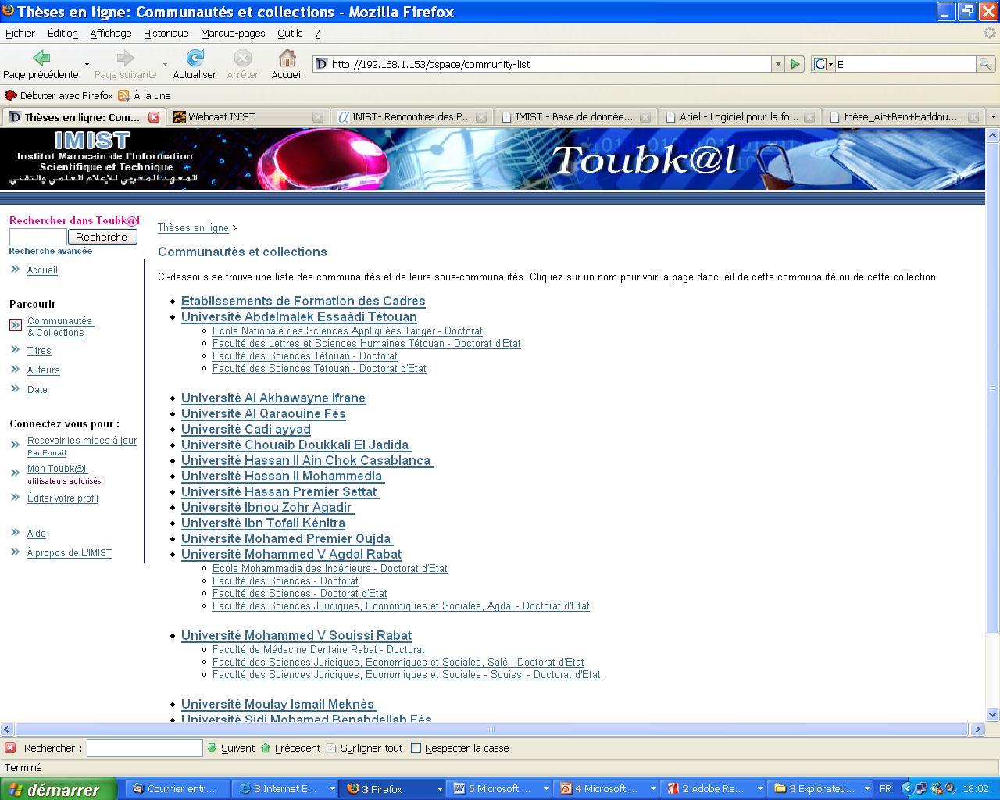 Thèses en ligne: Communautés et collections - Mozilla Firefox
Fichier Édition Affichage Historique Marque-pages Outils ?
Page précédente Page suivante Actualiser Arrêter Accueil http://192.168.1.153/dspace/community-list G E
Débuter avec Firefox À la une
Thèses en ligne: Com... Webcast INIST INIST- Rencontres des P... IMIST - Base de donnée... Ariel - Logiciel pour la fo... thèse_Ait+Ben+Haddou....
IMIST
Institut Marocain de l'Information
Scientifique et Technique
المعهد المغربي للإعلام العلمي والتقني
Toubk@l
Rechercher dans Toubk@l
Recherche
Recherche avancée
Accueil
Parcourir
Communautés
& Collections
Titres
Auteurs
Date
Connectez vous pour :
Recevoir les mises à jour
Par E-mail
Mon Toubk@l
utilisateurs autorisés
Éditer votre profil
Aide
À propos de L'IMIST
Thèses en ligne >
Communautés et collections
Ci-dessous se trouve une liste des communautés et de leurs sous-communautés. Cliquez sur un nom pour voir la page daccueil de cette communauté ou de cette collection.
Etablissements de Formation des Cadres
Université Abdelmalek Essaâdi Tétouan
Ecole Nationale des Sciences Appliquées Tanger - Doctorat
Faculté des Lettres et Sciences Humaines Tétouan - Doctorat d'Etat
Faculté des Sciences Tétouan - Doctorat
Faculté des Sciences Tétouan - Doctorat d'Etat
Université Al Akhawayne Ifrane
Université Al Qaraouine Fès
Université Cadi ayyad
Université Chouaib Doukkali El Jadida
Université Hassan II Ain Chok Casablanca
Université Hassan II Mohammedia
Université Hassan Premier Settat
Université Ibnou Zohr Agadir
Université Ibn Tofail Kénitra
Université Mohamed Premier Oujda
Université Mohammed V Agdal Rabat
Ecole Mohammadia des Ingénieurs - Doctorat d'Etat
Faculté des Sciences - Doctorat
Faculté des Sciences - Doctorat d'Etat
Faculté des Sciences Juridiques, Economiques et Sociales, Agdal - Doctorat d'Etat
Université Mohammed V Souissi Rabat
Faculté de Médecine Dentaire Rabat - Doctorat
Faculté des Sciences Juridiques, Economiques et Sociales, Salé - Doctorat d'Etat
Faculté des Sciences Juridiques, Economiques et Sociales - Souissi - Doctorat d'Etat
Université Moulay Ismail Meknès
Université Sidi Mohamed Benabdellah Fès
Rechercher : Suivant Précédent Surligner tout Respecter la casse
Terminé
démarrer Courrier entr... 3 Internet E... 3 Firefox 5 Microsoft ... 4 Microsoft ... 2 Adobe Re... 3 Explorateu... FR 18:02